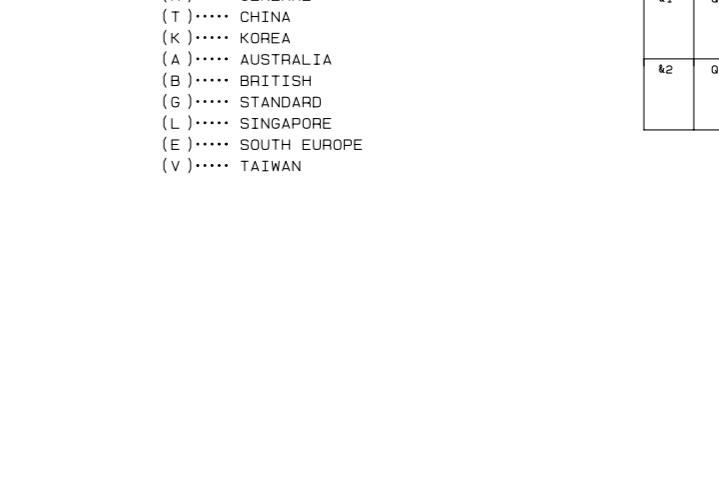 (T)····· CHINA
(K)····· KOREA
(A)····· AUSTRALIA
(B)····· BRITISH
(G)····· STANDARD
(L)····· SINGAPORE
(E)····· SOUTH EUROPE
(V)····· TAIWAN
&2 Q